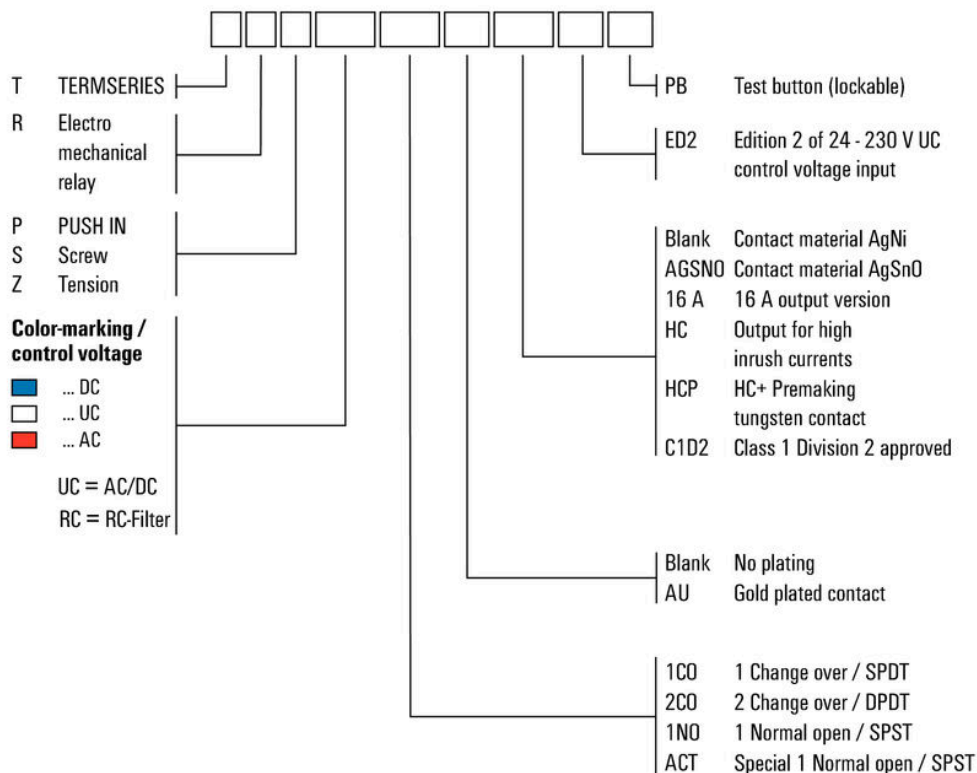 T TERMSERIES
R Electro
mechanical
relay
P PUSH IN
S Screw
Z Tension
Color-marking /
control voltage
... DC
... UC
... AC
UC = AC/DC
RC = RC-Filter
PB Test button (lockable)
ED2 Edition 2 of 24 - 230 V UC
control voltage input
Blank Contact material AgNi
AGSNO Contact material AgSnO
16 A 16 A output version
HC Output for high
inrush currents
HCP HC+ Premaking
tungsten contact
C1D2 Class 1 Division 2 approved
Blank No plating
AU Gold plated contact
1CO 1 Change over / SPDT
2CO 2 Change over / DPDT
1NO 1 Normal open / SPST
ACT Special 1 Normal open / SPST